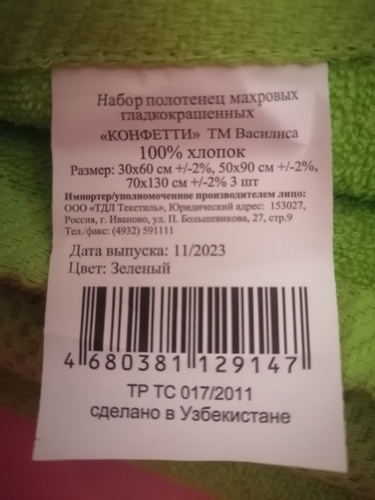 Набор полотенец махровых
гладкокрашенных
«КОНФЕТТИ» ТМ Василиса
100% хлопок
Размер: 30х60 см +/-2%, 50х90 см +/-2%,
70х130 см +/-2% 3 шт
Импортер/уполномоченное производителем лицо:
ООО «ТДЛ Текстиль», Юридический адрес: 153027,
Россия, г. Иваново, ул. П. Большевикова, 27, стр.9
Тел./факс: (4932) 591111
Дата выпуска: 11/2023
Цвет: Зеленый
4 680381 129147
ТР ТС 017/2011
сделано в Узбекистане